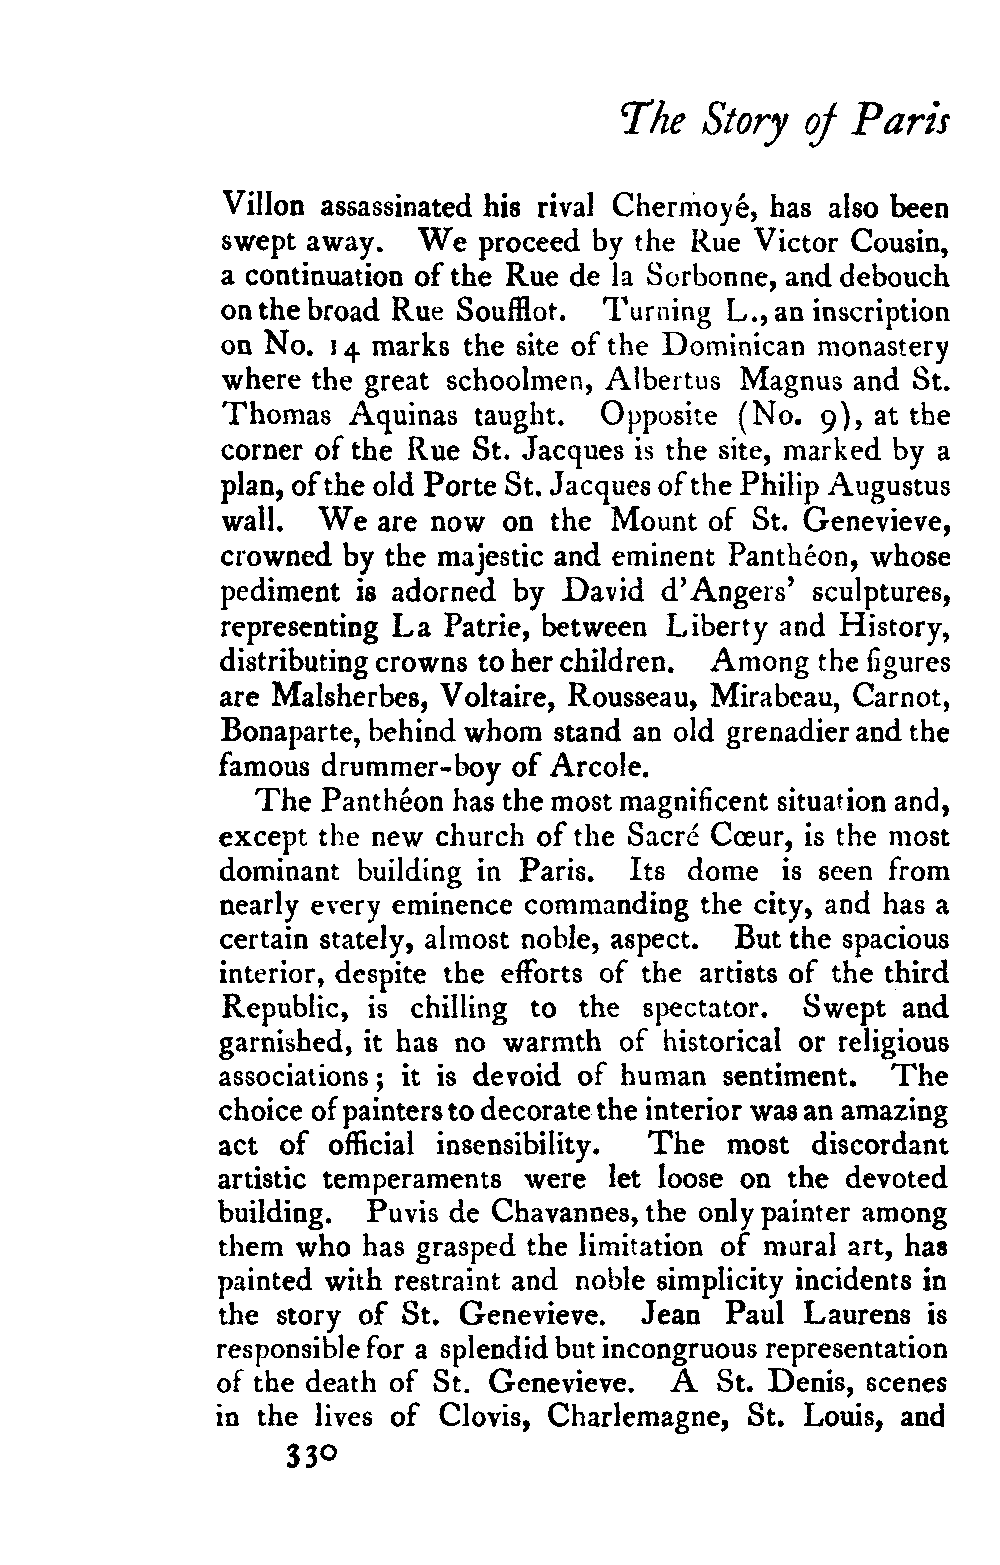 The Story of Paris
Villon assassinated his rival Chermoyé, has also been
swept away. We proceed by the Rue Victor Cousin,
a continuation of the Rue de la Sorbonne, and debouch
on the broad Rue Soufflot. Turning L., an inscription
on No. 14 marks the site of the Dominican monastery
where the great schoolmen, Albertus Magnus and St.
Thomas Aquinas taught. Opposite (No. 9), at the
corner of the Rue St. Jacques is the site, marked by a
plan, of the old Porte St. Jacques of the Philip Augustus
wall. We are now on the Mount of St. Genevieve,
crowned by the majestic and eminent Panthéon, whose
pediment is adorned by David d'Angers' sculptures,
representing La Patrie, between Liberty and History,
distributing crowns to her children. Among the figures
are Malsherbes, Voltaire, Rousseau, Mirabeau, Carnot,
Bonaparte, behind whom stand an old grenadier and the
famous drummer-boy of Arcole.
The Panthéon has the most magnificent situation and,
except the new church of the Sacré Cœur, is the most
dominant building in Paris. Its dome is seen from
nearly every eminence commanding the city, and has a
certain stately, almost noble, aspect. But the spacious
interior, despite the efforts of the artists of the third
Republic, is chilling to the spectator. Swept and
garnished, it has no warmth of historical or religious
associations; it is devoid of human sentiment. The
choice of painters to decorate the interior was an amazing
act of official insensibility. The most discordant
artistic temperaments were let loose on the devoted
building. Puvis de Chavannes, the only painter among
them who has grasped the limitation of mural art, has
painted with restraint and noble simplicity incidents in
the story of St. Genevieve. Jean Paul Laurens is
responsible for a splendid but incongruous representation
of the death of St. Genevieve. A St. Denis, scenes
in the lives of Clovis, Charlemagne, St. Louis, and
330